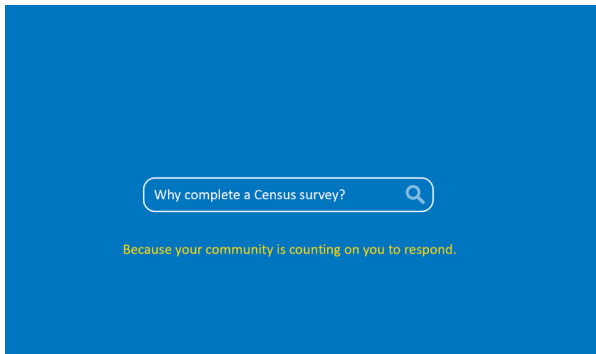 Why complete a Census survey?
Because your community is counting on you to respond.